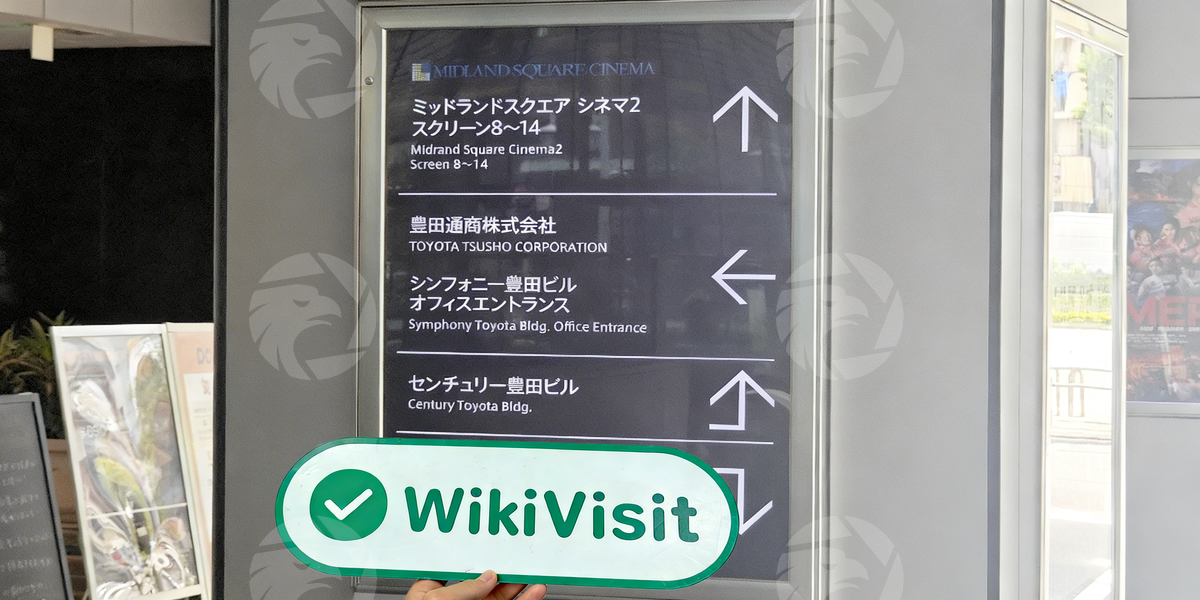 MIDLAND SQUARE CINEMA
ミッドランドスクエア シネマ2
スクリーン8～14
Midrand Square Cinema2
Screen 8～14
豊田通商株式会社
TOYOTA TSUSHO CORPORATION
シンフォニー豊田ビル
オフィスエントランス
Symphony Toyota Bldg. Office Entrance
センチュリー豊田ビル
Century Toyota Bldg.
WikiVisit